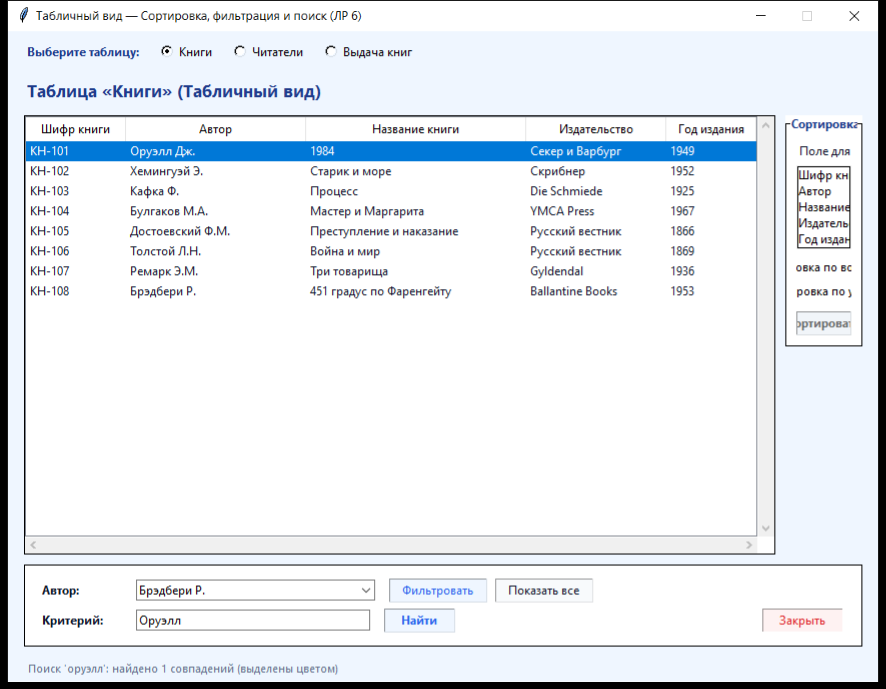 Табличный вид — Сортировка, фильтрация и поиск (ЛР 6)
Выберите таблицу: Книги Читатели Выдача книг
Таблица «Книги» (Табличный вид)
Шифр книги Автор Название книги Издательство Год издания
КН-101 Оруэлл Дж. 1984 Секер и Варбург 1949
КН-102 Хемингуэй Э. Старик и море Скрибнер 1952
КН-103 Кафка Ф. Процесс Die Schmiede 1925
КН-104 Булгаков М.А. Мастер и Маргарита YMCA Press 1967
КН-105 Достоевский Ф.М. Преступление и наказание Русский вестник 1866
КН-106 Толстой Л.Н. Война и мир Русский вестник 1869
КН-107 Ремарк Э.М. Три товарища Gyldendal 1936
КН-108 Брэдбери Р. 451 градус по Фаренгейту Ballantine Books 1953
Сортировка
Поле для
Шифр кн
Автор
Название
Издатель
Год издан
овка по вс
ровка по у
ортироват
Автор: Брэдбери Р. Фильтровать Показать все
Критерий: Оруэлл Найти Закрыть
Поиск 'оруэлл': найдено 1 совпадений (выделены цветом)